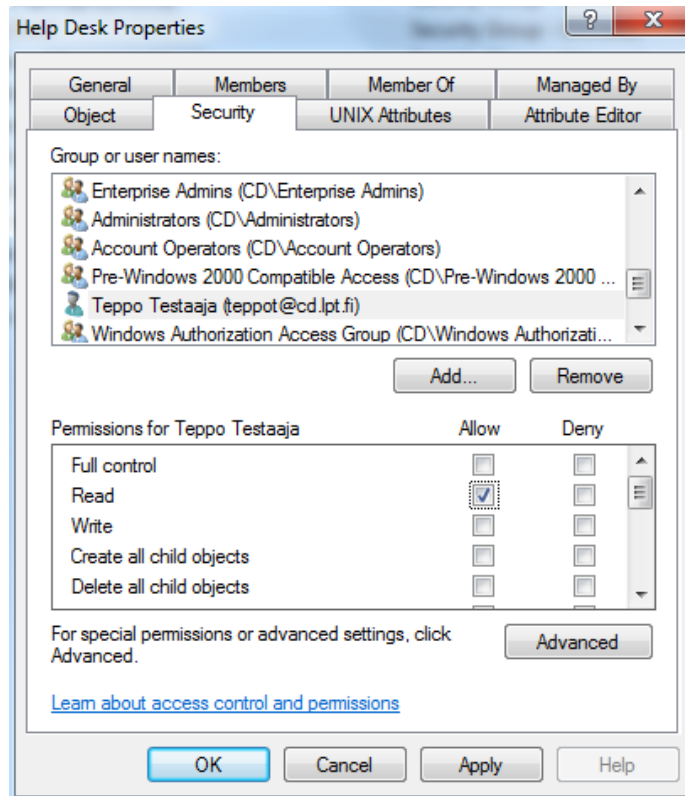 Help Desk Properties
General Members Member Of Managed By
Object Security UNIX Attributes Attribute Editor
Group or user names:
Enterprise Admins (CD\Enterprise Admins)
Administrators (CD\Administrators)
Account Operators (CD\Account Operators)
Pre-Windows 2000 Compatible Access (CD\Pre-Windows 2000 ...
Teppo Testaaja (teppot@cd.lpt.fi)
Windows Authorization Access Group (CD\Windows Authorizati...
Add... Remove
Permissions for Teppo Testaaja Allow Deny
Full control
Read
Write
Create all child objects
Delete all child objects
For special permissions or advanced settings, click
Advanced.
Advanced
Learn about access control and permissions
OK Cancel Apply Help